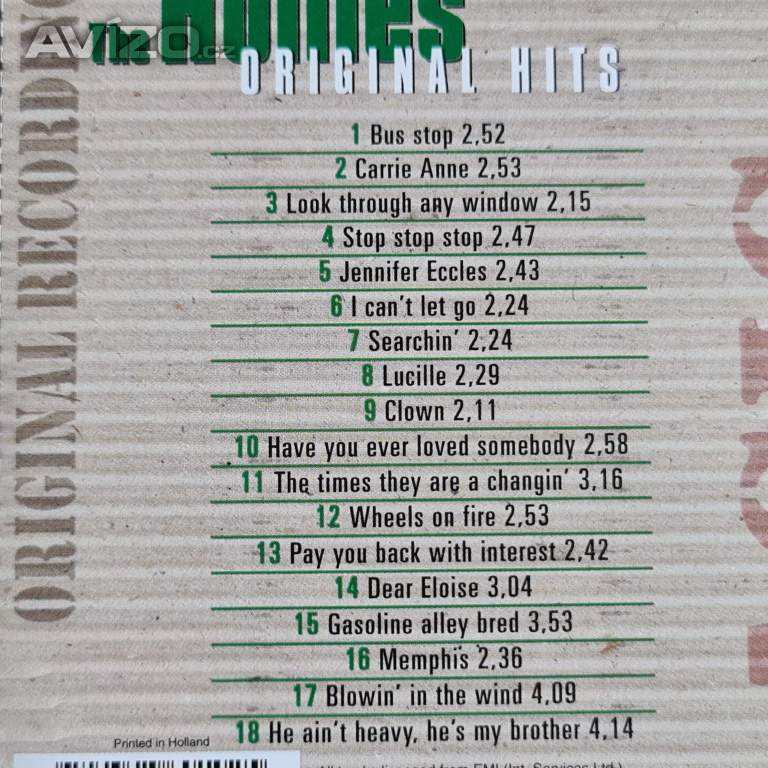 AVÍZO.cz
The Hollies
ORIGINAL HITS
1 Bus stop 2,52
2 Carrie Anne 2,53
3 Look through any window 2,15
4 Stop stop stop 2,47
5 Jennifer Eccles 2,43
6 I can't let go 2,24
7 Searchin' 2,24
8 Lucille 2,29
9 Clown 2,11
10 Have you ever loved somebody 2,58
11 The times they are a changin' 3,16
12 Wheels on fire 2,53
13 Pay you back with interest 2,42
14 Dear Eloise 3,04
15 Gasoline alley bred 3,53
16 Memphis 2,36
17 Blowin' in the wind 4,09
18 He ain't heavy, he's my brother 4,14
Printed in Holland
from EMI (Int. Services Ltd.)
ORIGINAL RECORDING